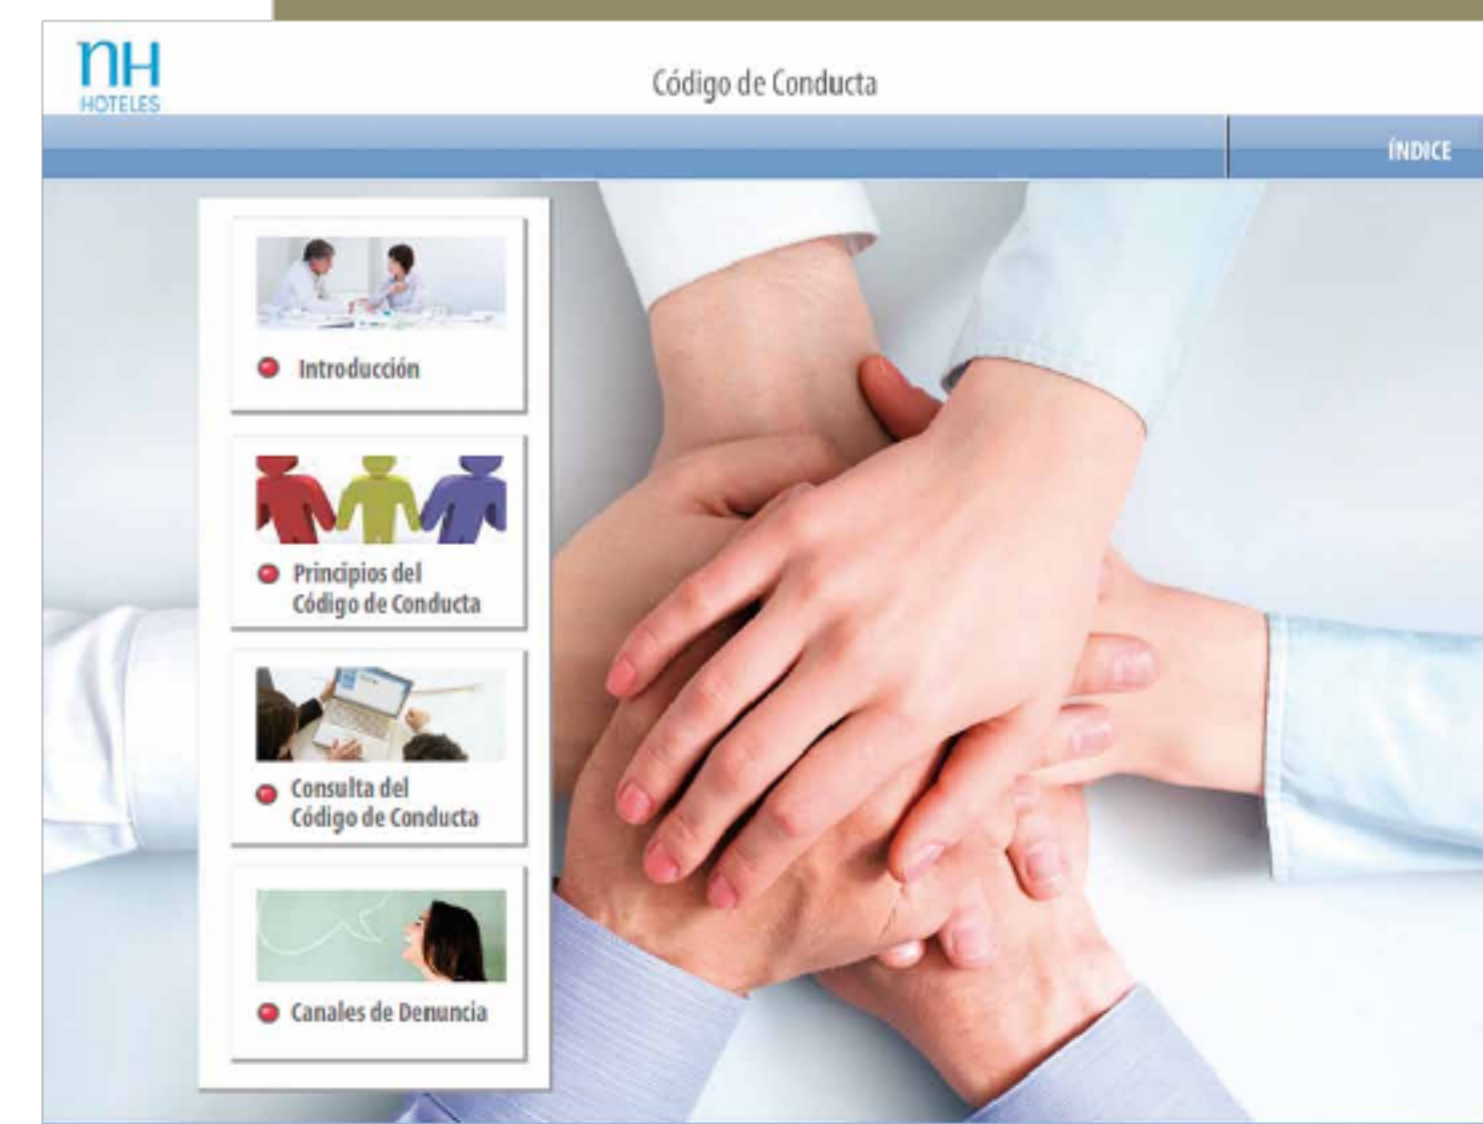 nH
HOTELES
Código de Conducta
ÍNDICE
Introducción
Principios del
Código de Conducta
Consulta del
Código de Conducta
Canales de Denuncia